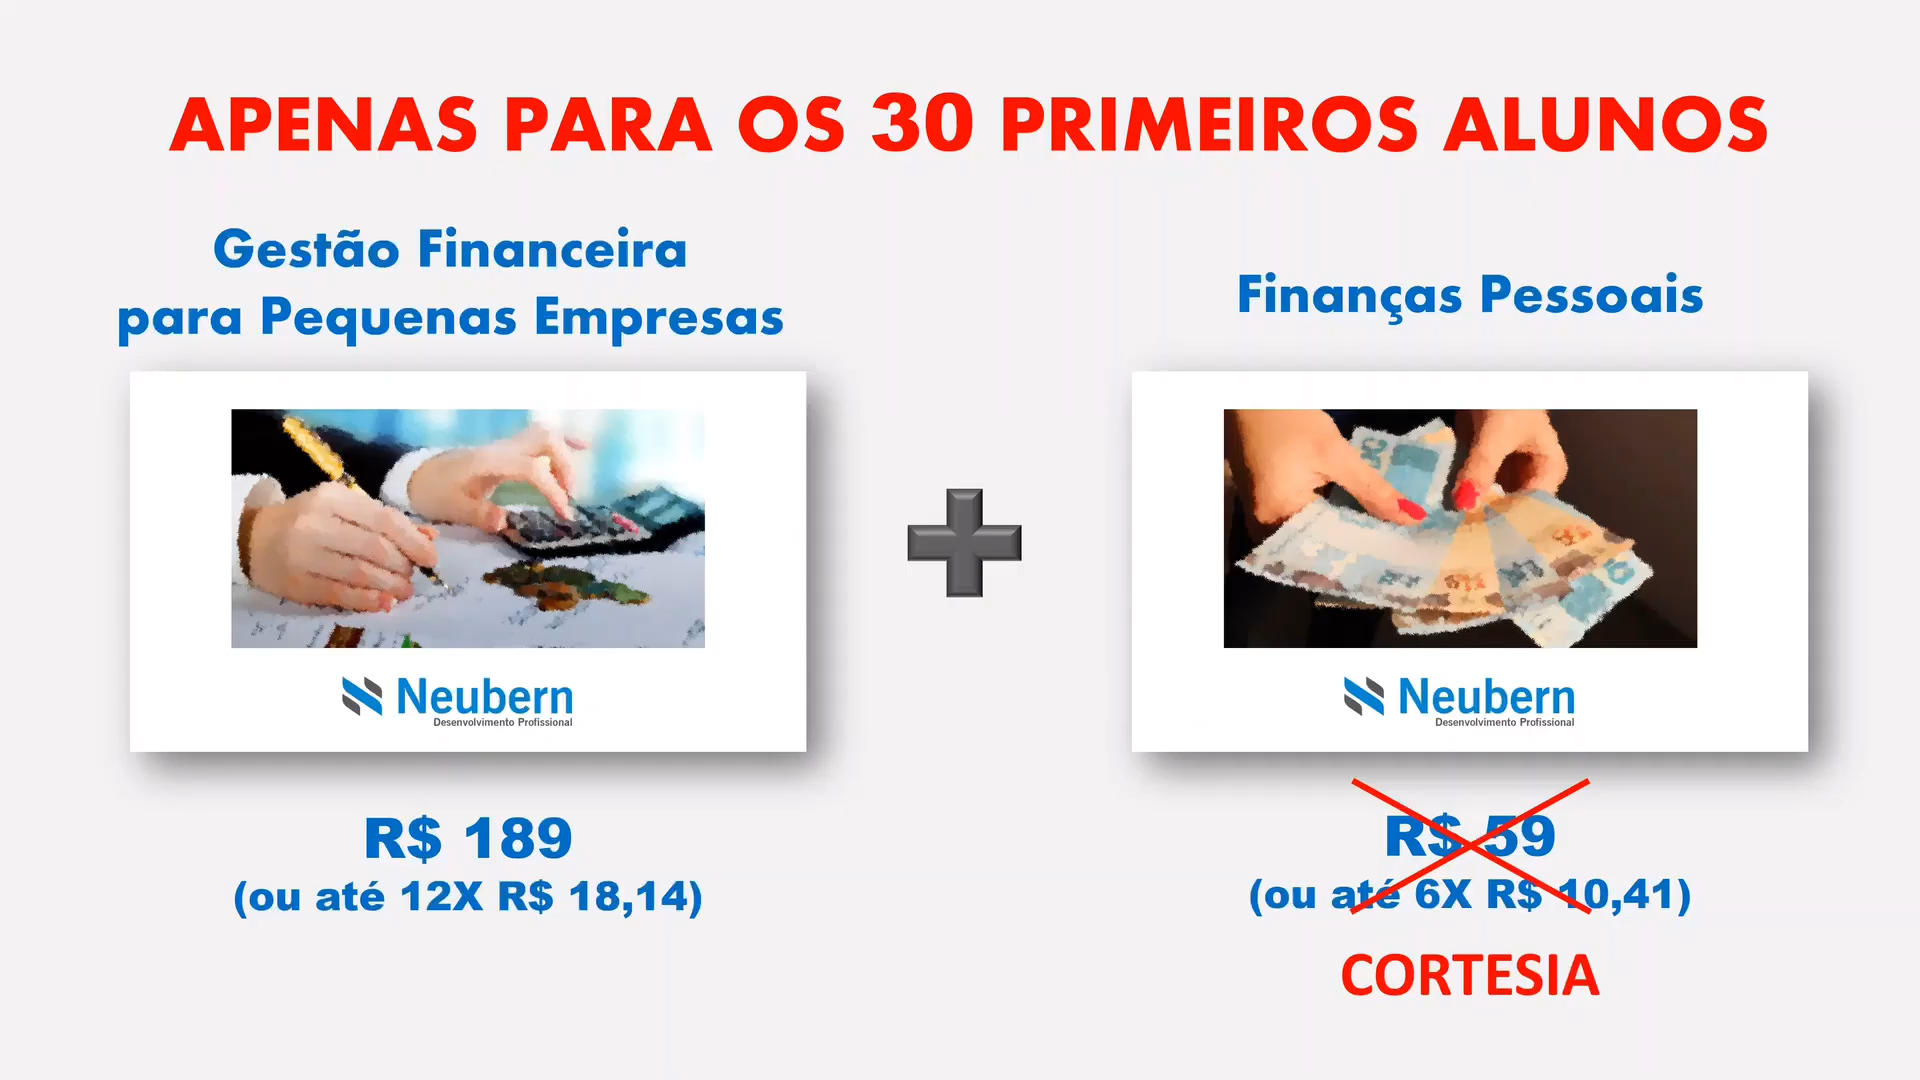 APENAS PARA OS 30 PRIMEIROS ALUNOS
Gestão Financeira
para Pequenas Empresas
Neubern
Desenvolvimento Profissional
R$ 189
(ou até 12X R$ 18,14)
Finanças Pessoais
Neubern
Desenvolvimento Profissional
R$ 59
(ou até 6X R$ 10,41)
CORTESIA